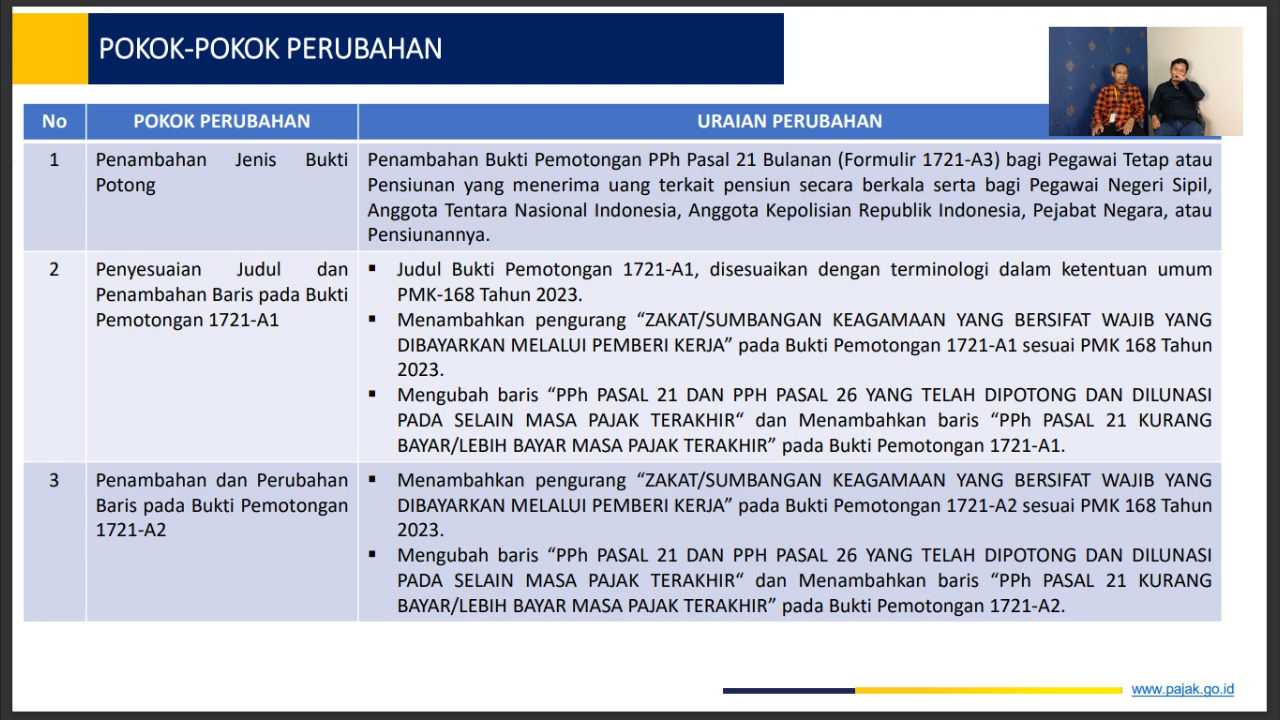 POKOK-POKOK PERUBAHAN
No
POKOK PERUBAHAN
URAIAN PERUBAHAN
1
Penambahan Jenis Bukti
Potong
Penambahan Bukti Pemotongan PPh Pasal 21 Bulanan (Formulir 1721-A3) bagi Pegawai Tetap atau
Pensiunan yang menerima uang terkait pensiun secara berkala serta bagi Pegawai Negeri Sipil,
Anggota Tentara Nasional Indonesia, Anggota Kepolisian Republik Indonesia, Pejabat Negara, atau
Pensiunannya.
2
Penyesuaian Judul dan
Penambahan Baris pada Bukti
Pemotongan 1721-A1
▪ Judul Bukti Pemotongan 1721-A1, disesuaikan dengan terminologi dalam ketentuan umum
PMK-168 Tahun 2023.
▪ Menambahkan pengurang “ZAKAT/SUMBANGAN KEAGAMAAN YANG BERSIFAT WAJIB YANG
DIBAYARKAN MELALUI PEMBERI KERJA” pada Bukti Pemotongan 1721-A1 sesuai PMK 168 Tahun
2023.
▪ Mengubah baris “PPh PASAL 21 DAN PPH PASAL 26 YANG TELAH DIPOTONG DAN DILUNASI
PADA SELAIN MASA PAJAK TERAKHIR“ dan Menambahkan baris “PPh PASAL 21 KURANG
BAYAR/LEBIH BAYAR MASA PAJAK TERAKHIR” pada Bukti Pemotongan 1721-A1.
3
Penambahan dan Perubahan
Baris pada Bukti Pemotongan
1721-A2
▪ Menambahkan pengurang “ZAKAT/SUMBANGAN KEAGAMAAN YANG BERSIFAT WAJIB YANG
DIBAYARKAN MELALUI PEMBERI KERJA” pada Bukti Pemotongan 1721-A2 sesuai PMK 168 Tahun
2023.
▪ Mengubah baris “PPh PASAL 21 DAN PPH PASAL 26 YANG TELAH DIPOTONG DAN DILUNASI
PADA SELAIN MASA PAJAK TERAKHIR“ dan Menambahkan baris “PPh PASAL 21 KURANG
BAYAR/LEBIH BAYAR MASA PAJAK TERAKHIR” pada Bukti Pemotongan 1721-A2.
www.pajak.go.id